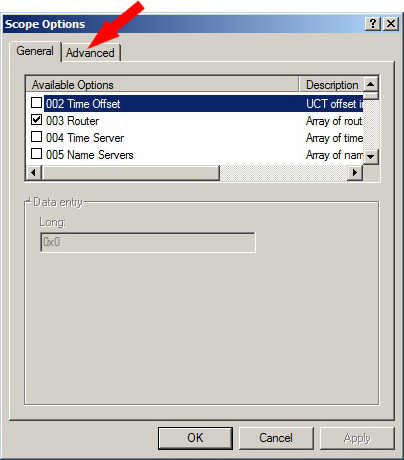 Scope Options
General Advanced
Available Options Description
002 Time Offset UCT offset i
003 Router Array of rout
004 Time Server Array of time
005 Name Servers Array of nam
Data entry
Long:
0x0
OK Cancel Apply